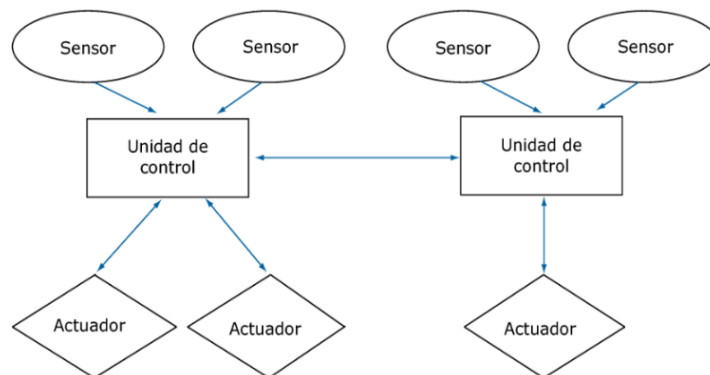 Sensor
Sensor
Sensor
Sensor
Unidad de
control
Unidad de
control
Actuador
Actuador
Actuador